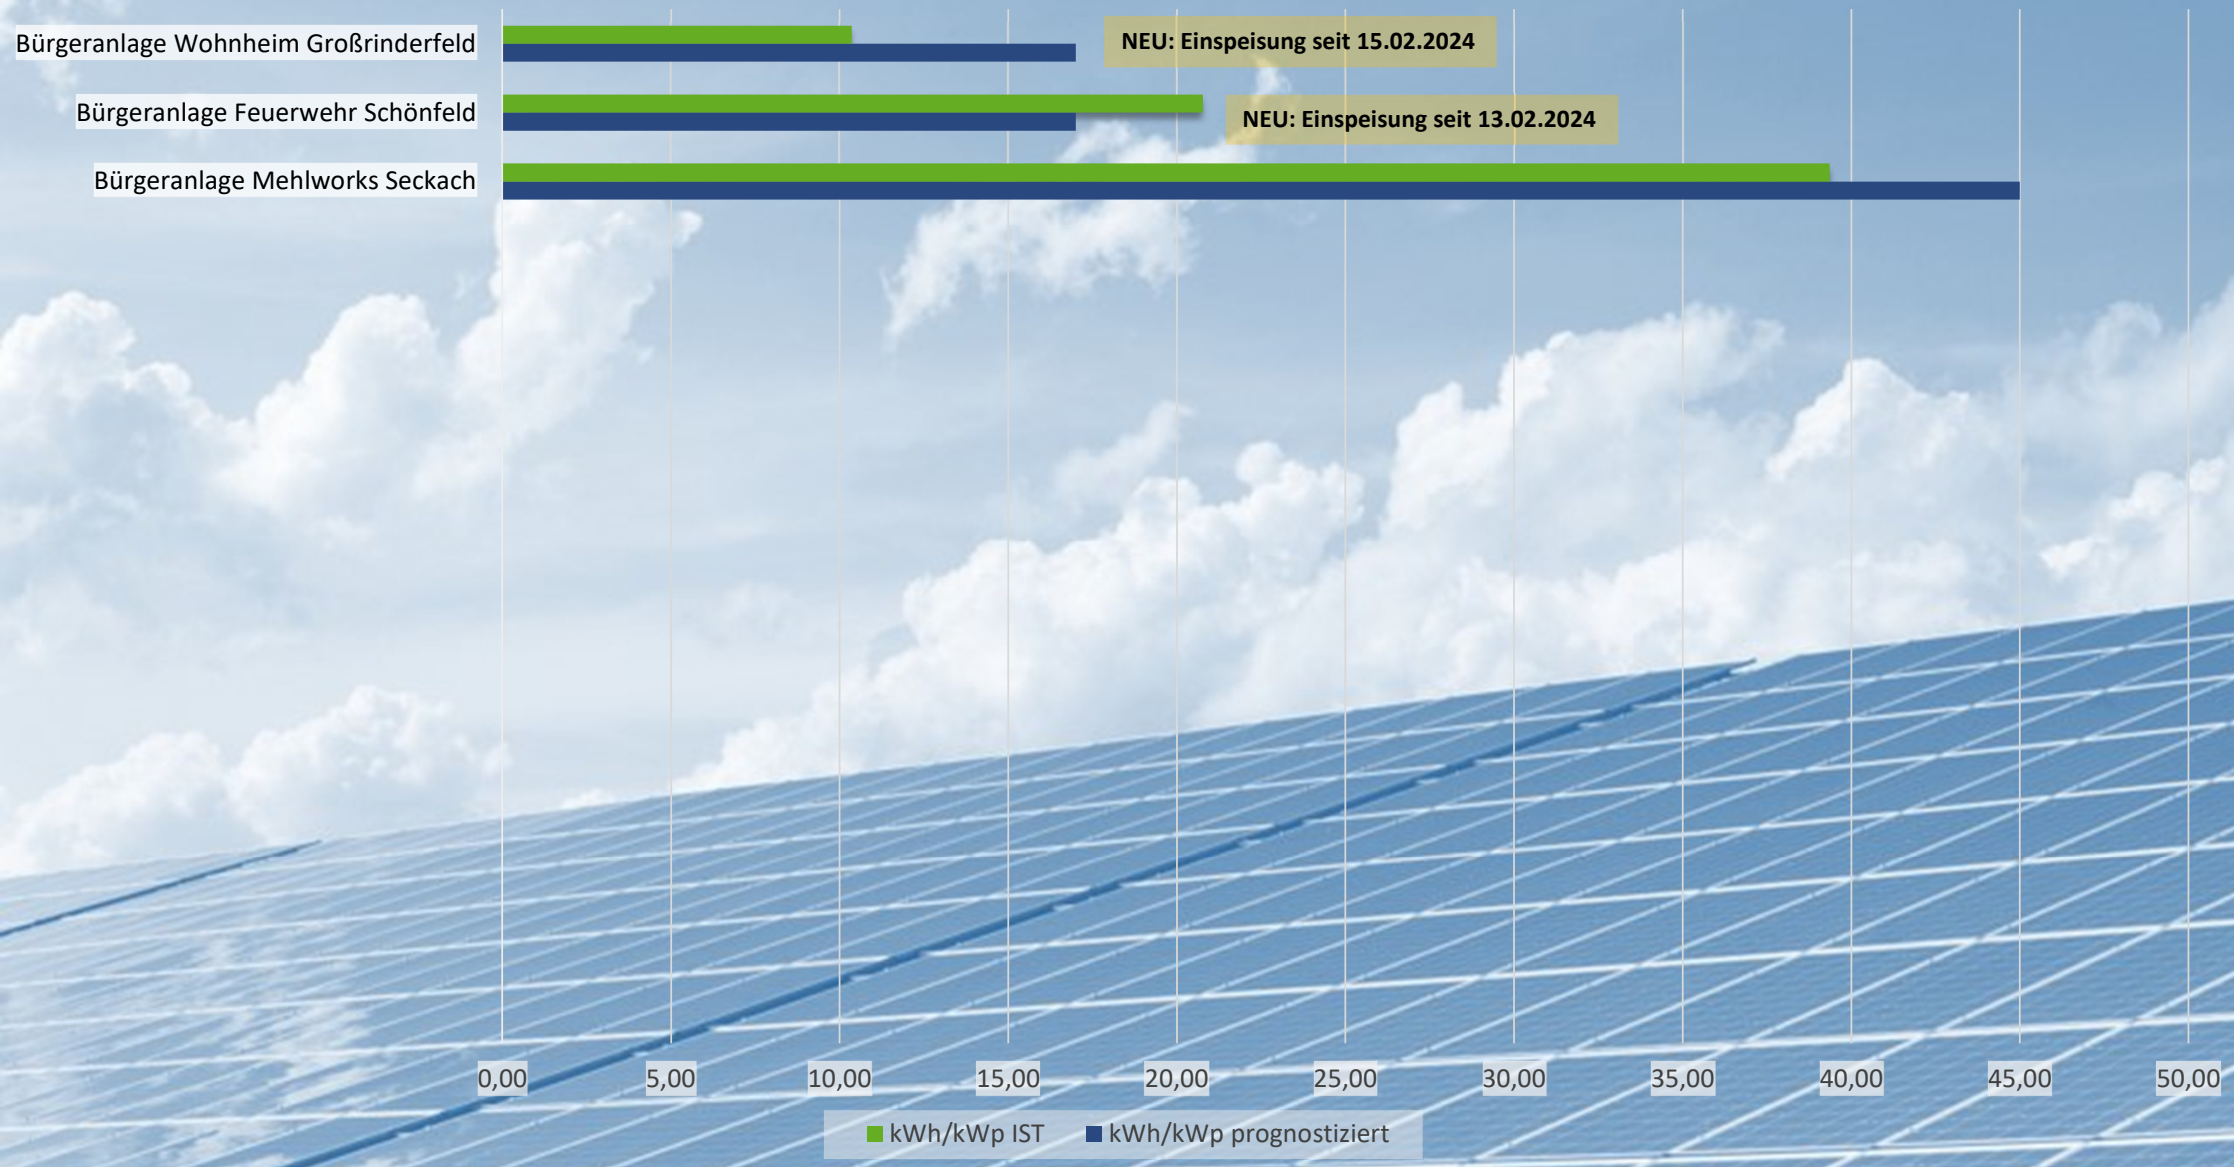 Bürgeranlage Wohnheim Großrinderfeld
NEU: Einspeisung seit 15.02.2024
Bürgeranlage Feuerwehr Schönfeld
NEU: Einspeisung seit 13.02.2024
Bürgeranlage Mehlworks Seckach
0,00 5,00 10,00 15,00 20,00 25,00 30,00 35,00 40,00 45,00 50,00
kWh/kWp IST kWh/kWp prognostiziert